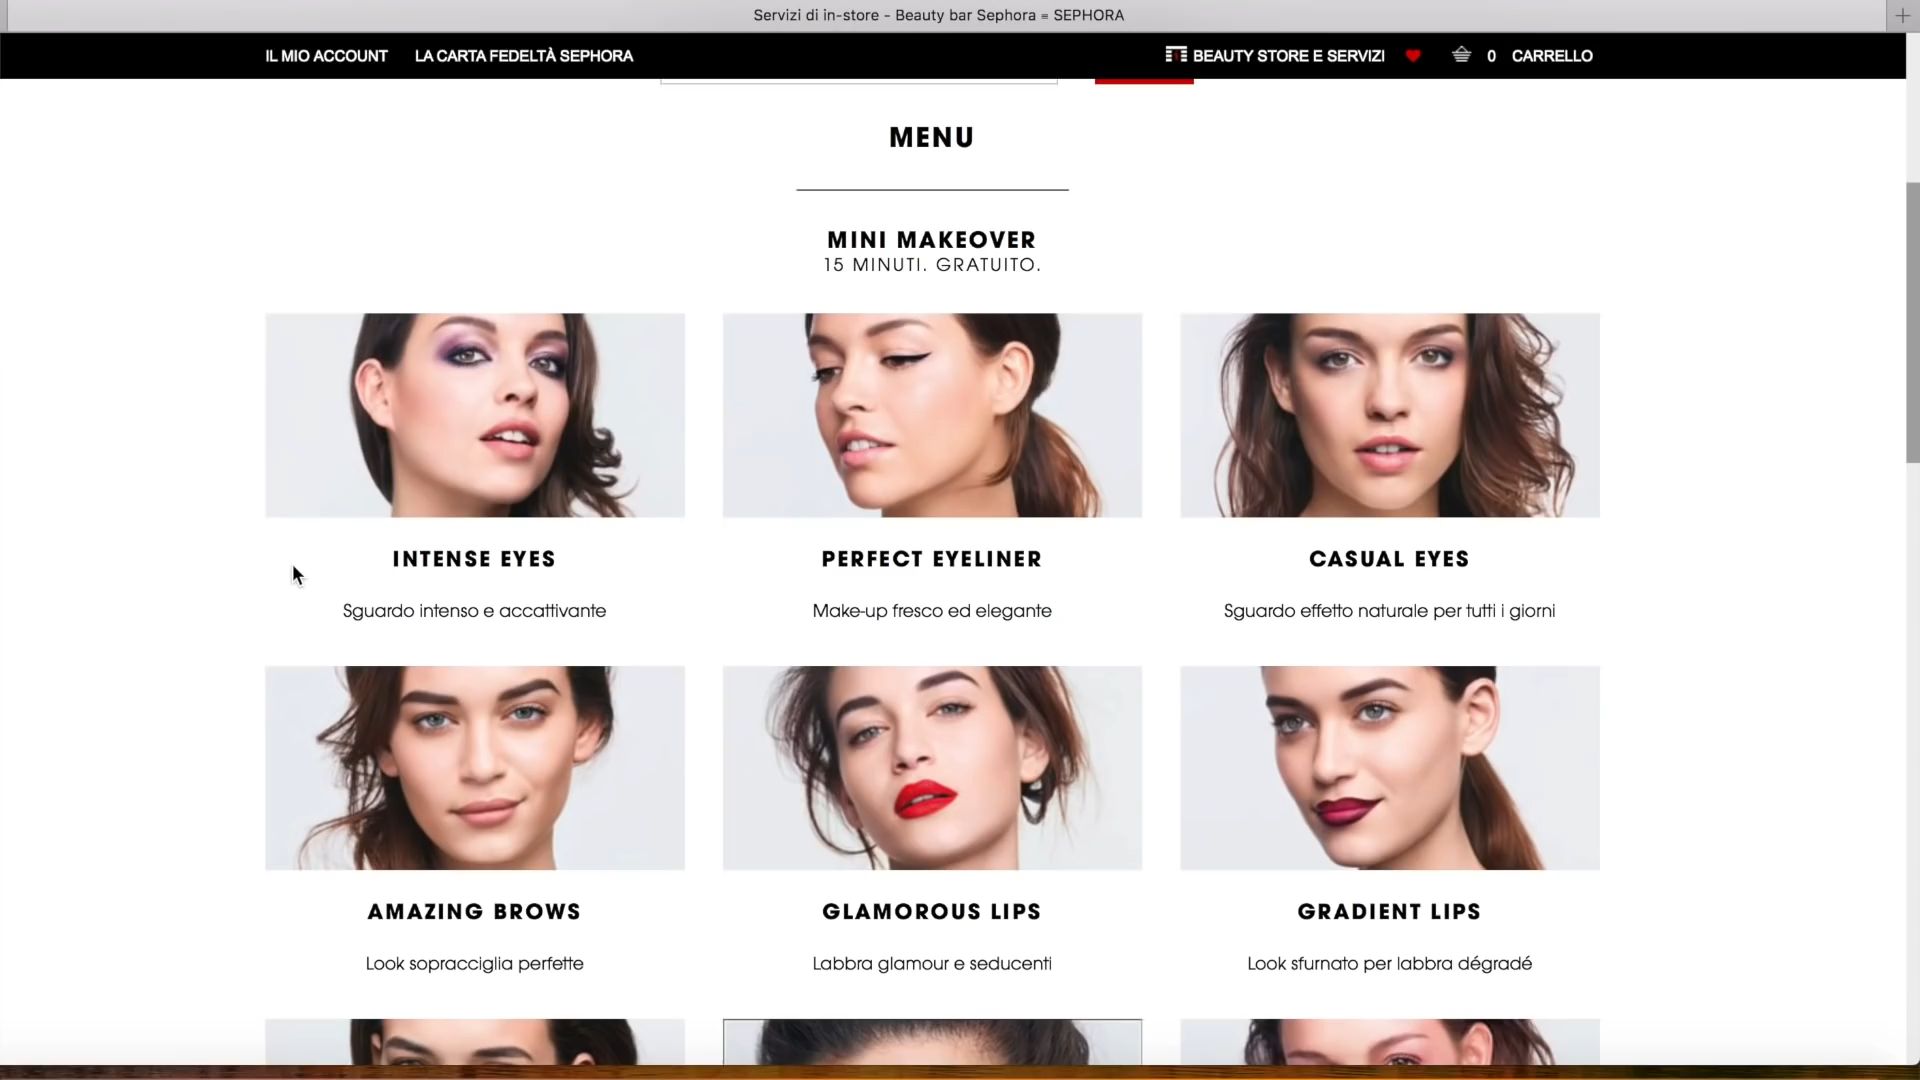 Servizi di in-store - Beauty bar Sephora ≡ SEPHORA
IL MIO ACCOUNT
LA CARTA FEDELTÀ SEPHORA
BEAUTY STORE E SERVIZI
0 CARRELLO
MENU
MINI MAKEOVER
15 MINUTI. GRATUITO.
INTENSE EYES
Sguardo intenso e accattivante
PERFECT EYELINER
Make-up fresco ed elegante
CASUAL EYES
Sguardo effetto naturale per tutti i giorni
AMAZING BROWS
Look sopracciglia perfette
GLAMOROUS LIPS
Labbra glamour e seducenti
GRADIENT LIPS
Look sfurnato per labbra dégradé